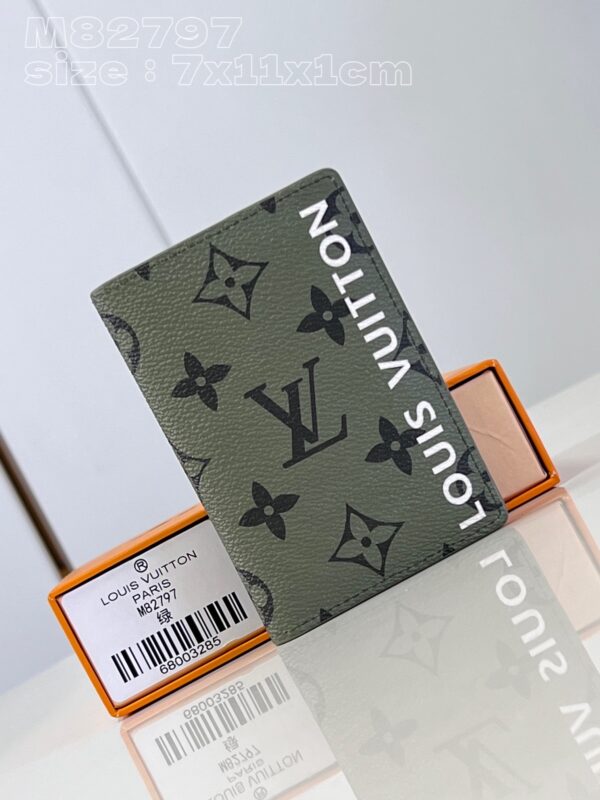 M82797
size : 7x11x1cm
LOUIS VUITTON
LV
®
LOUIS VUITTON
PARIS
M82797
绿
68003285